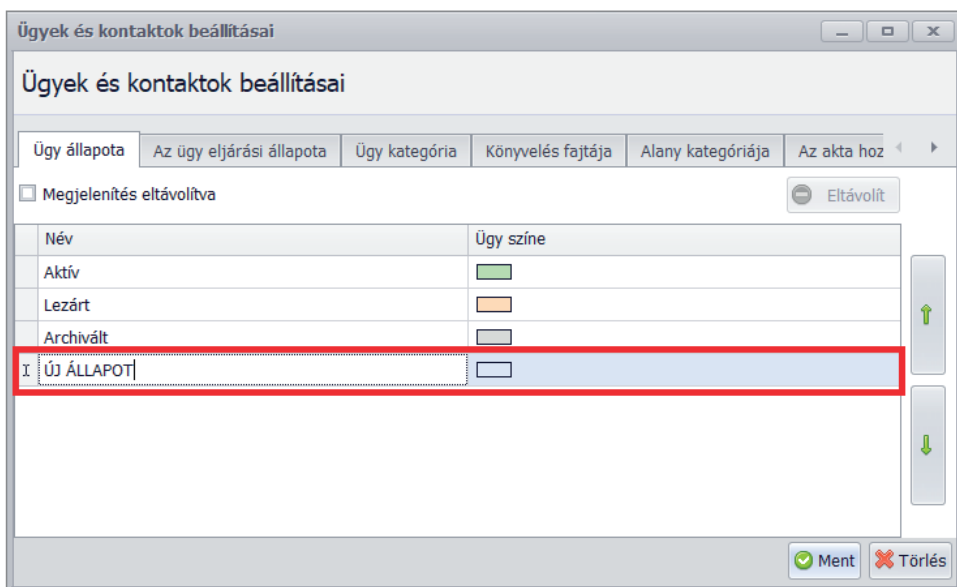 Ügyek és kontaktok beállításai
Ügyek és kontaktok beállításai
Ügy állapota Az ügy eljárási állapota Ügy kategória Könyvelés fajtája Alany kategóriája Az akta hoz
Megjelenítés eltávolítva Eltávolít
Név Ügy színe
Aktív
Lezárt
Archivált
ÚJ ÁLLAPOT
Ment Törlés